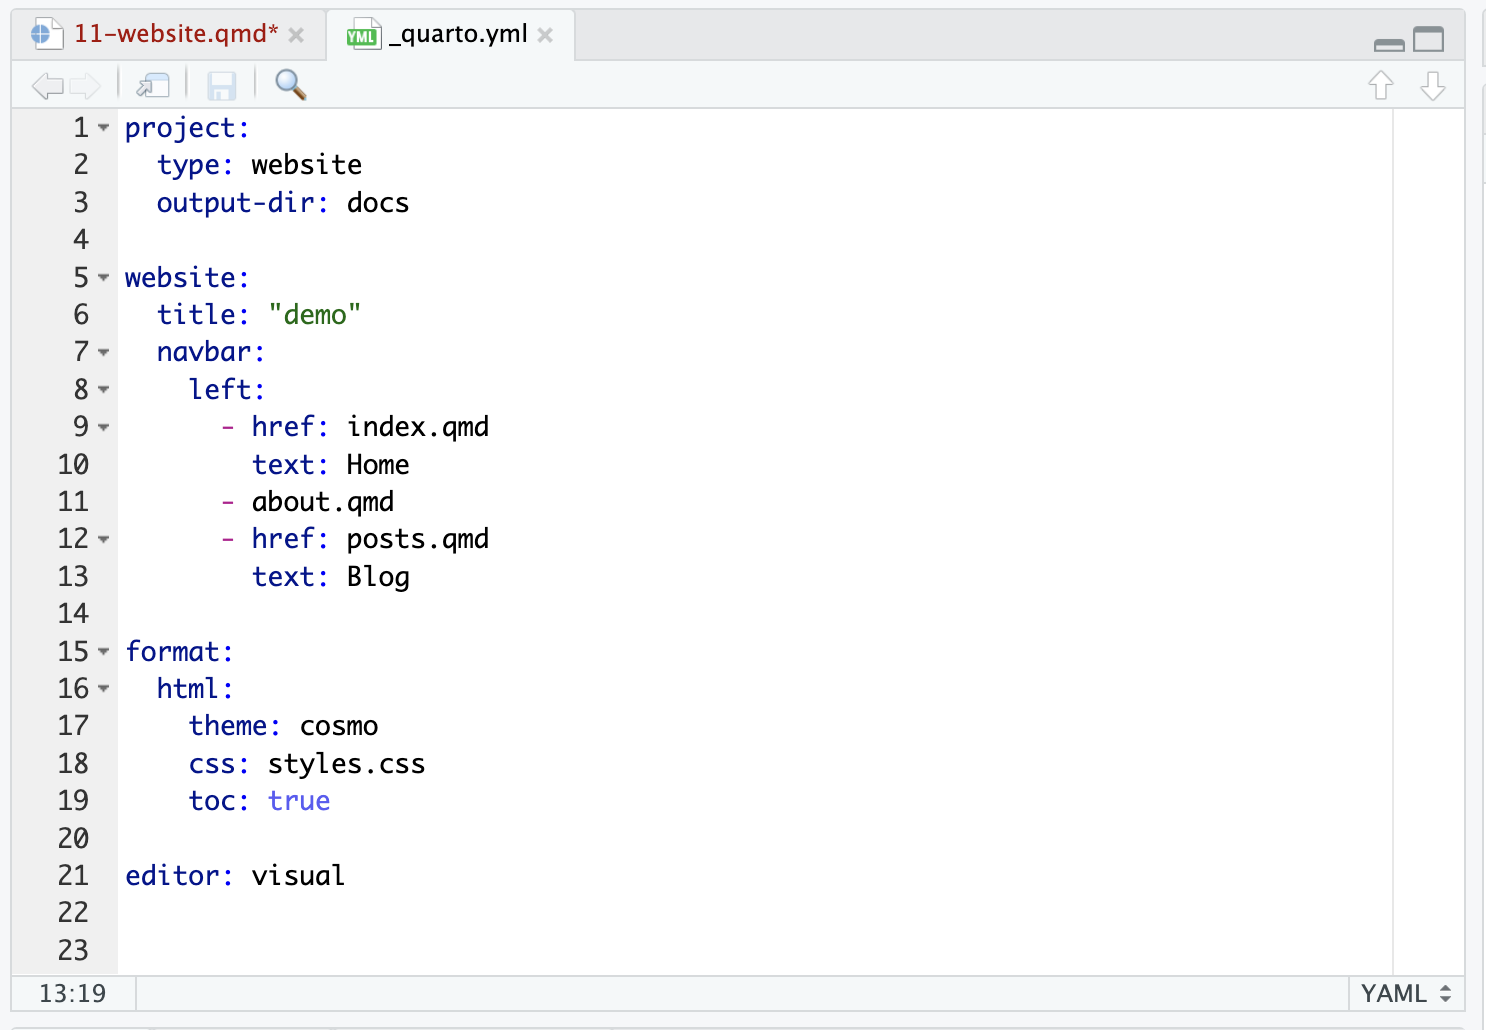 11-website.qmd*
YML _quarto.yml
1 project:
2   type: website
3   output-dir: docs
4
5 website:
6   title: "demo"
7   navbar:
8     left:
9       - href: index.qmd
10         text: Home
11       - about.qmd
12       - href: posts.qmd
13         text: Blog
14
15 format:
16   html:
17     theme: cosmo
18     css: styles.css
19     toc: true
20
21 editor: visual
22
23
13:19
YAML